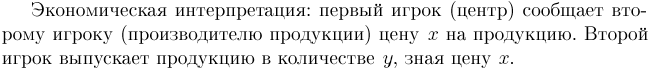 Экономическая интерпретация: первый игрок (центр) сообщает вто-
рому игроку (производителю продукции) цену x на продукцию. Второй
игрок выпускает продукцию в количестве y, зная цену x.